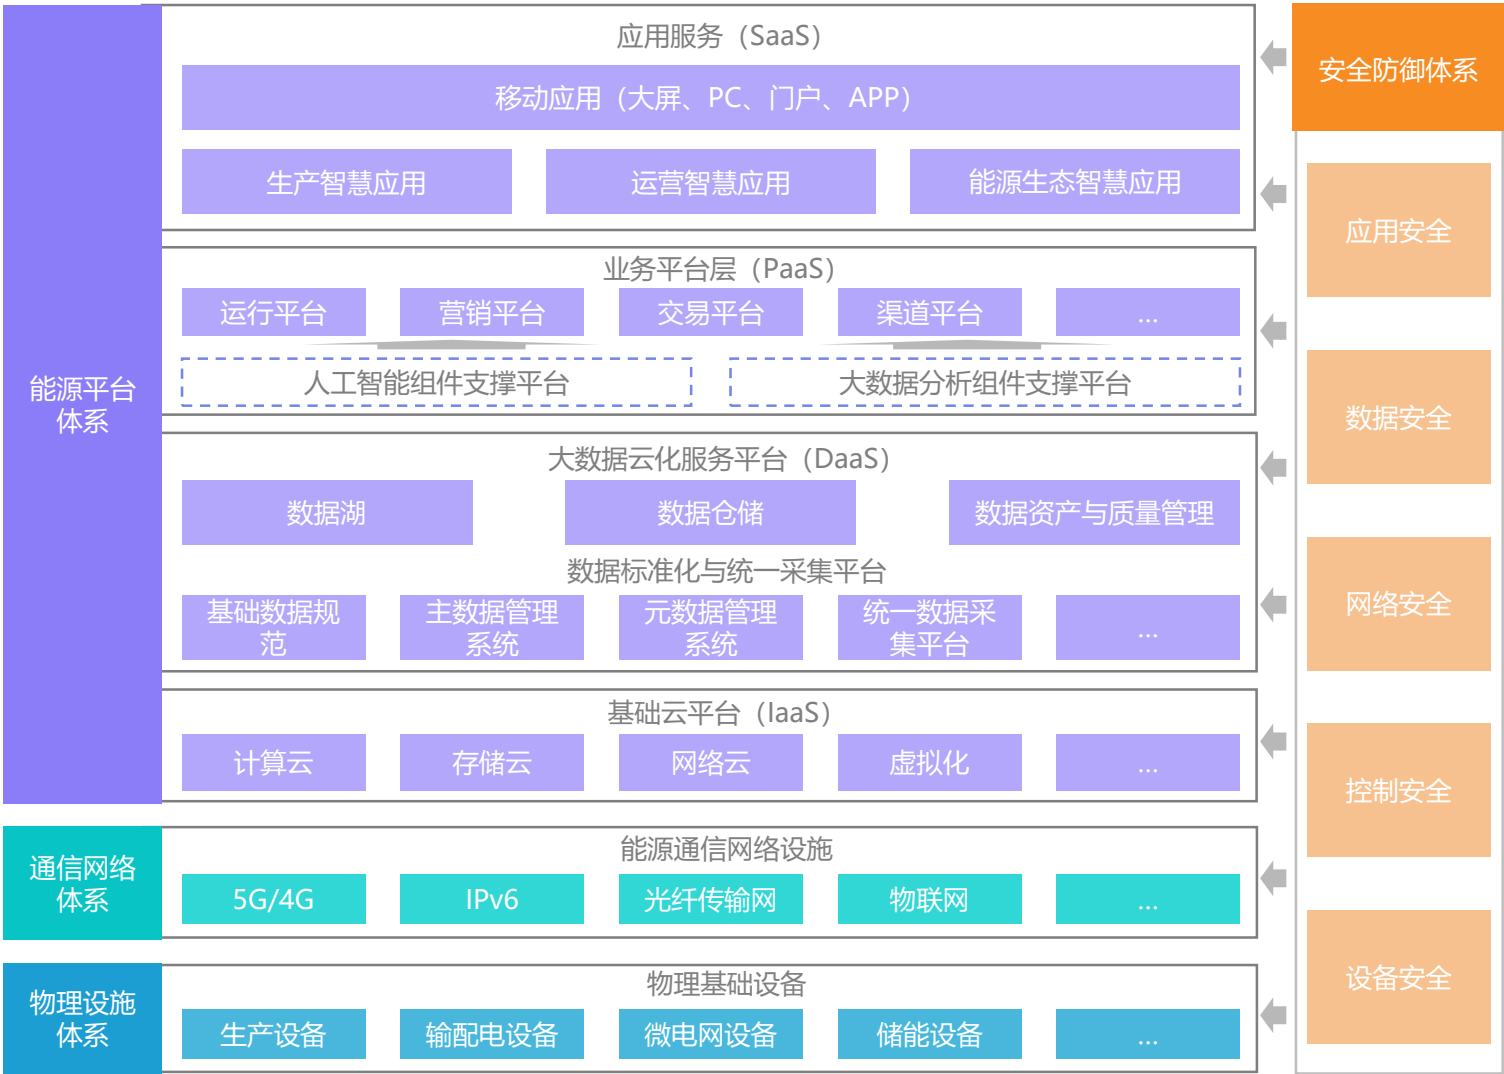 应用服务（SaaS）
移动应用（大屏、PC、门户、APP）
生产智慧应用
运营智慧应用
能源生态智慧应用
业务平台层（PaaS）
运行平台
营销平台
交易平台
渠道平台
...
人工智能组件支撑平台
大数据分析组件支撑平台
能源平台
体系
大数据云化服务平台（DaaS）
数据湖
数据仓储
数据资产与质量管理
数据标准化与统一采集平台
基础数据规
范
主数据管理
系统
元数据管理
系统
统一数据采
集平台
...
基础云平台（IaaS）
计算云
存储云
网络云
虚拟化
...
通信网络
体系
能源通信网络设施
5G/4G
IPv6
光纤传输网
物联网
...
物理设施
体系
物理基础设备
生产设备
输配电设备
微电网设备
储能设备
...
安全防御体系
应用安全
数据安全
网络安全
控制安全
设备安全